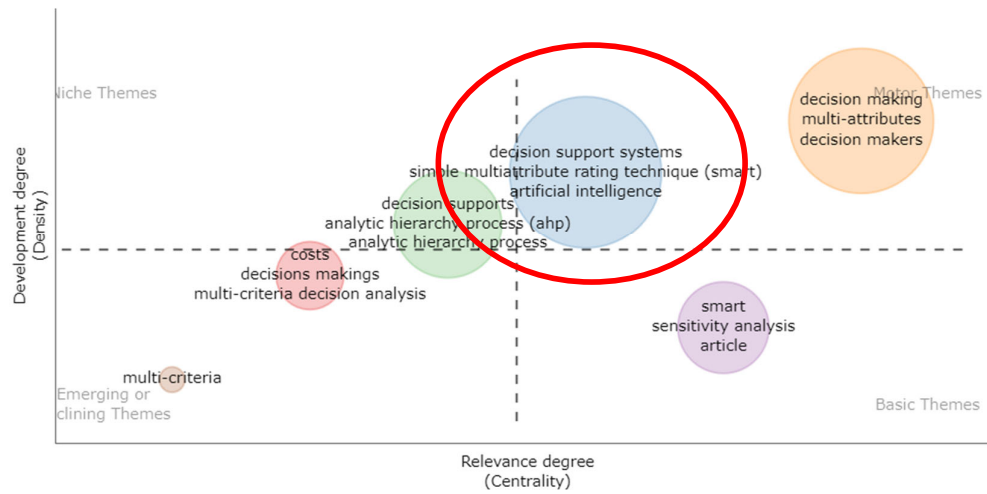 Niche Themes
Motor Themes
decision making
multi-attributes
decision makers
decision support systems
simple multiattribute rating technique (smart)
artificial intelligence
decision supports
analytic hierarchy process (ahp)
analytic hierarchy process
costs
decisions makings
multi-criteria decision analysis
smart
sensitivity analysis
article
multi-criteria
Emerging or
clining Themes
Basic Themes
Development degree
(Density)
Relevance degree
(Centrality)